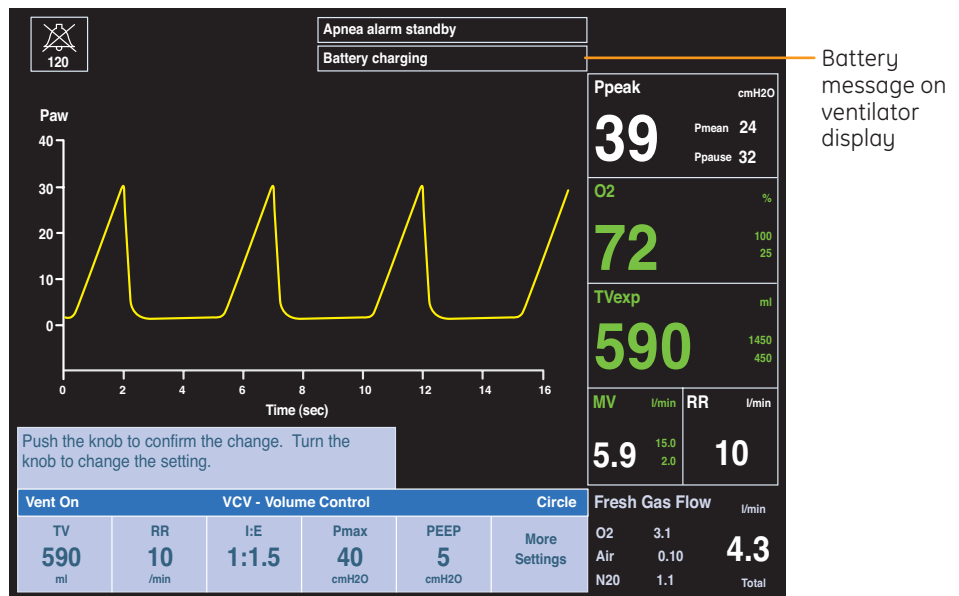 120
Apnea alarm standby
Battery charging
Battery
message on
ventilator
display
Paw
40
30
20
10
0
0 2 4 6 8 10 12 14 16
Time (sec)
Ppeak cmH2O
39
Pmean 24
Ppause 32
O2 %
72
100
25
TVexp ml
590
1450
450
MV l/min
5.9
15.0
2.0
RR l/min
10
Push the knob to confirm the change. Turn the
knob to change the setting.
Vent On VCV - Volume Control Circle
TV RR I:E Pmax PEEP More
590 10 1:1.5 40 5 Settings
ml /min cmH2O cmH2O
Fresh Gas Flow l/min
O2 3.1
Air 0.10
N20 1.1
4.3
Total